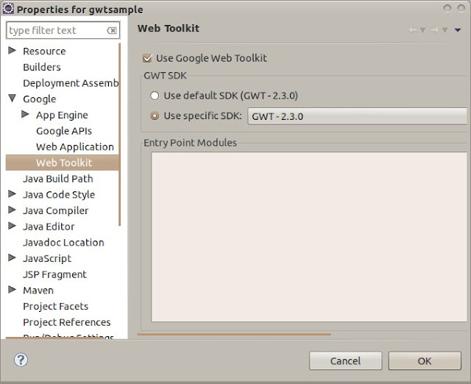 Properties for gwtsample
type filter text
Web Toolkit
Resource
Builders
Deployment Assemb
Google
App Engine
Google APIs
Web Application
Web Toolkit
Java Build Path
Java Code Style
Java Compiler
Java Editor
Javadoc Location
JavaScript
JSP Fragment
Maven
Project Facets
Project References
Run/Debug Settings
Use Google Web Toolkit
GWT SDK
Use default SDK (GWT - 2.3.0)
Use specific SDK: GWT - 2.3.0
Entry Point Modules
?
Cancel
OK